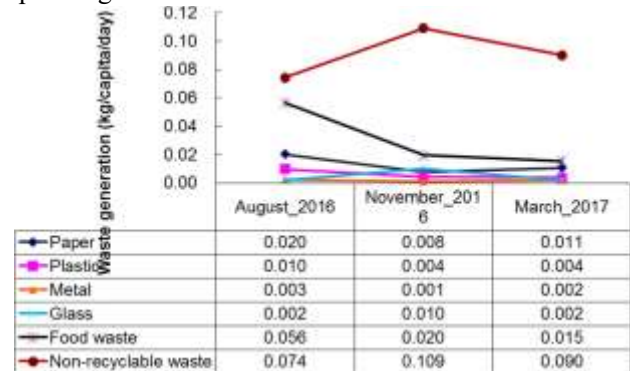 Waste generation (kg/capita/day)
0.12
0.10
0.08
0.06
0.04
0.02
0.00
August_2016 November_201 March_2017
6
Paper 0.020 0.008 0.011
Plastic 0.010 0.004 0.004
Metal 0.003 0.001 0.002
Glass 0.002 0.010 0.002
Food waste 0.056 0.020 0.015
Non-recyclable waste 0.074 0.109 0.090